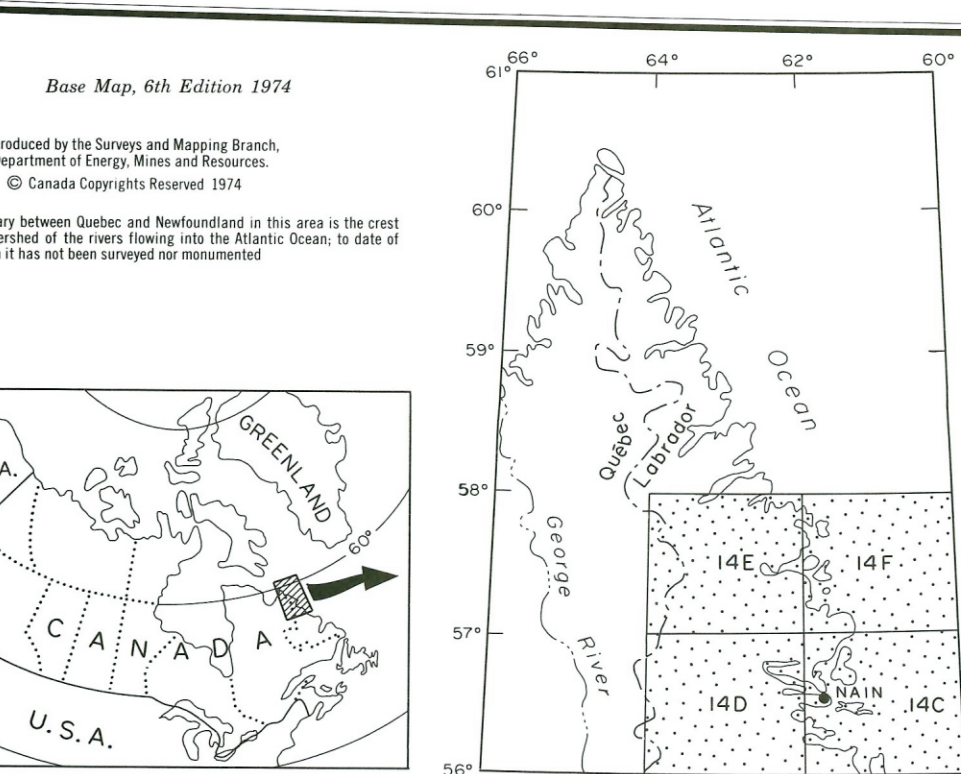 Base Map, 6th Edition 1974
roduced by the Surveys and Mapping Branch,
epartment of Energy, Mines and Resources.
© Canada Copyrights Reserved 1974
ary between Quebec and Newfoundland in this area is the crest
ershed of the rivers flowing into the Atlantic Ocean; to date of
it has not been surveyed nor monumented
A.
GREENLAND
60°
CANADA
U.S.A.
66° 64° 62° 60°
61°
60°
59°
58°
57°
56°
Atlantic
Ocean
Québec
Labrador
George
River
14E 14F
14D 14C
NAIN